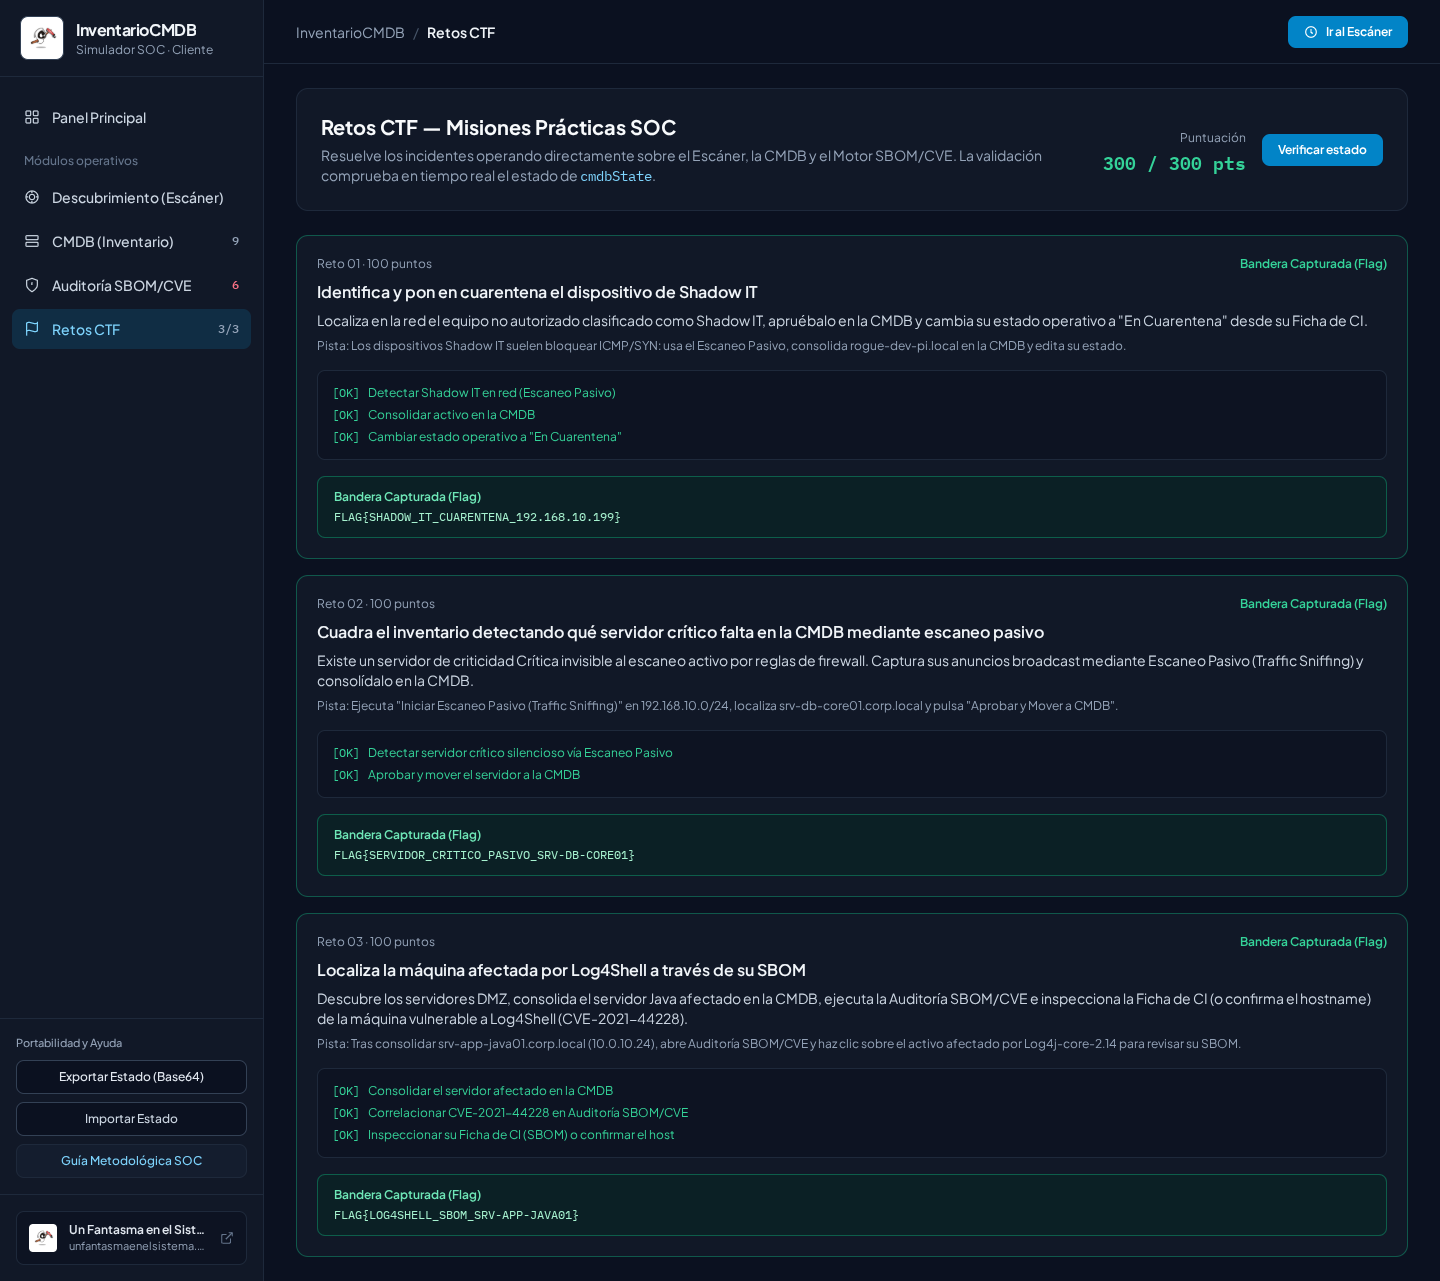 InventarioCMDB
Simulador SOC · Cliente
Panel Principal
Módulos operativos
Descubrimiento (Escáner)
CMDB (Inventario) 9
Auditoría SBOM/CVE 6
Retos CTF 3/3
Portabilidad y Ayuda
Exportar Estado (Base64)
Importar Estado
Guía Metodológica SOC
Un Fantasma en el Sist...
unfantasmaenelsistema....
InventarioCMDB / Retos CTF
Ir al Escáner
Retos CTF — Misiones Prácticas SOC
Resuelve los incidentes operando directamente sobre el Escáner, la CMDB y el Motor SBOM/CVE. La validación
comprueba en tiempo real el estado de cmdbState.
Puntuación
300 / 300 pts
Verificar estado
Reto 01 · 100 puntos
Bandera Capturada (Flag)
Identifica y pon en cuarentena el dispositivo de Shadow IT
Localiza en la red el equipo no autorizado clasificado como Shadow IT, apruébalo en la CMDB y cambia su estado operativo a "En Cuarentena" desde su Ficha de CI.
Pista: Los dispositivos Shadow IT suelen bloquear ICMP/SYN: usa el Escaneo Pasivo, consolida rogue-dev-pi.local en la CMDB y edita su estado.
[OK] Detectar Shadow IT en red (Escaneo Pasivo)
[OK] Consolidar activo en la CMDB
[OK] Cambiar estado operativo a "En Cuarentena"
Bandera Capturada (Flag)
FLAG{SHADOW_IT_CUARENTENA_192.168.10.199}
Reto 02 · 100 puntos
Bandera Capturada (Flag)
Cuadra el inventario detectando qué servidor crítico falta en la CMDB mediante escaneo pasivo
Existe un servidor de criticidad Crítica invisible al escaneo activo por reglas de firewall. Captura sus anuncios broadcast mediante Escaneo Pasivo (Traffic Sniffing) y
consolídalo en la CMDB.
Pista: Ejecuta "Iniciar Escaneo Pasivo (Traffic Sniffing)" en 192.168.10.0/24, localiza srv-db-core01.corp.local y pulsa "Aprobar y Mover a CMDB".
[OK] Detectar servidor crítico silencioso vía Escaneo Pasivo
[OK] Aprobar y mover el servidor a la CMDB
Bandera Capturada (Flag)
FLAG{SERVIDOR_CRITICO_PASIVO_SRV-DB-CORE01}
Reto 03 · 100 puntos
Bandera Capturada (Flag)
Localiza la máquina afectada por Log4Shell a través de su SBOM
Descubre los servidores DMZ, consolida el servidor Java afectado en la CMDB, ejecuta la Auditoría SBOM/CVE e inspecciona la Ficha de CI (o confirma el hostname)
de la máquina vulnerable a Log4Shell (CVE-2021-44228).
Pista: Tras consolidar srv-app-java01.corp.local (10.0.10.24), abre Auditoría SBOM/CVE y haz clic sobre el activo afectado por Log4j-core-2.14 para revisar su SBOM.
[OK] Consolidar el servidor afectado en la CMDB
[OK] Correlacionar CVE-2021-44228 en Auditoría SBOM/CVE
[OK] Inspeccionar su Ficha de CI (SBOM) o confirmar el host
Bandera Capturada (Flag)
FLAG{LOG4SHELL_SBOM_SRV-APP-JAVA01}